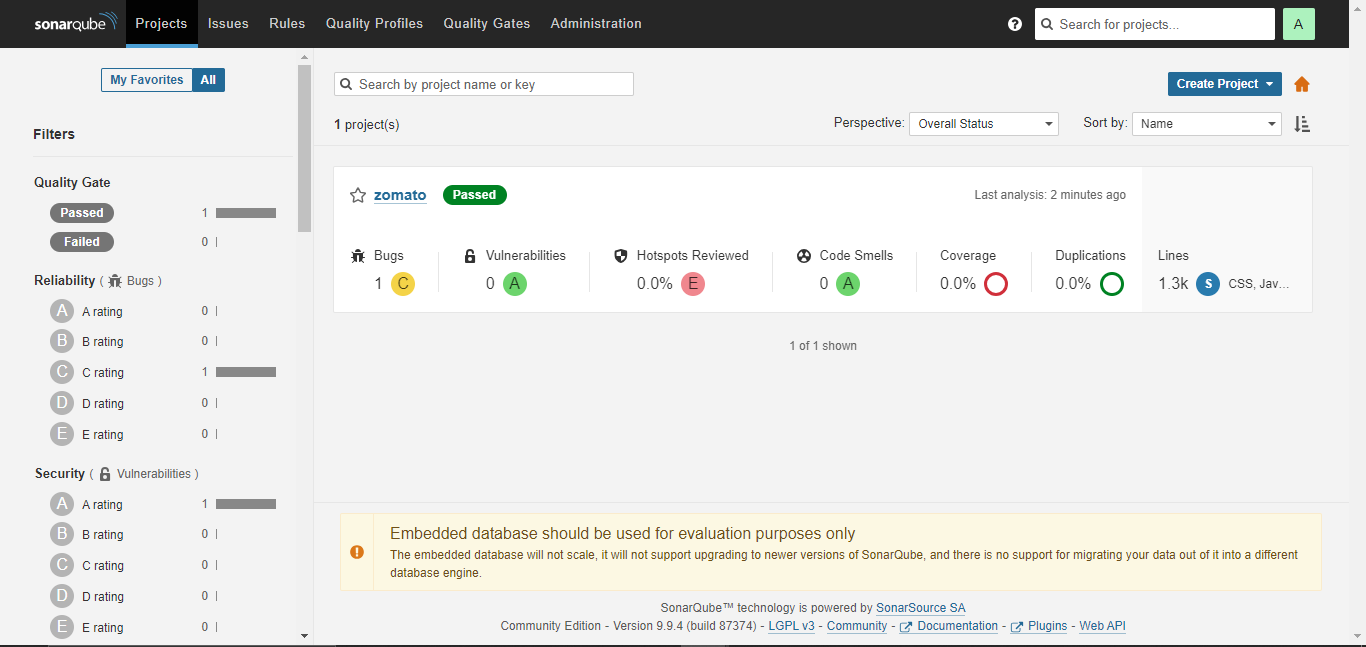 sonarqube Projects Issues Rules Quality Profiles Quality Gates Administration ? Search for projects... A
My Favorites All
Filters
Quality Gate
Passed 1
Failed 0
Reliability ( Bugs )
A A rating 0
B B rating 0
C C rating 1
D D rating 0
E E rating 0
Security ( Vulnerabilities )
A A rating 1
B B rating 0
C C rating 0
D D rating 0
E E rating 0
Search by project name or key Create Project
1 project(s) Perspective: Overall Status Sort by: Name
zomato Passed Last analysis: 2 minutes ago
Bugs Vulnerabilities Hotspots Reviewed Code Smells Coverage Duplications Lines
1 C 0 A 0.0% E 0 A 0.0% 0.0% 1.3k S CSS, Jav...
1 of 1 shown
Embedded database should be used for evaluation purposes only
The embedded database will not scale, it will not support upgrading to newer versions of SonarQube, and there is no support for migrating your data out of it into a different
database engine.
SonarQube™ technology is powered by SonarSource SA
Community Edition - Version 9.9.4 (build 87374) - LGPL v3 - Community - Documentation - Plugins - Web API